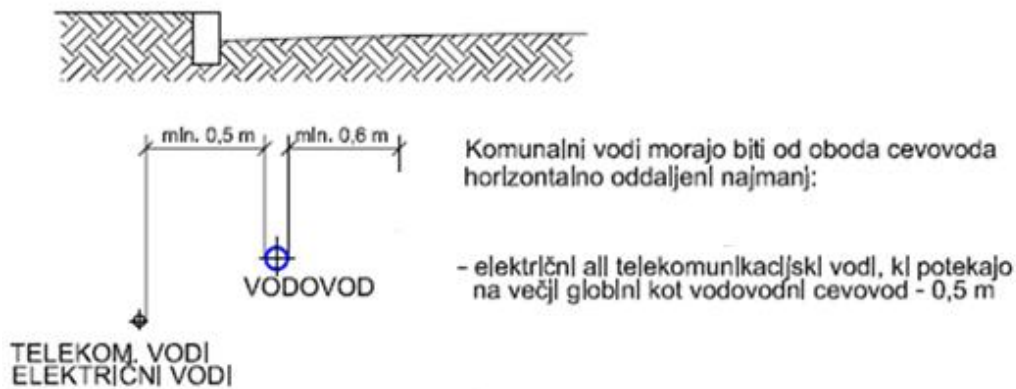 min. 0,5 m
min. 0,6 m
Komunalni vodi morajo biti od oboda cevovoda
horizontalno oddaljeni najmanj:
- električni ali telekomunikacijski vodi, ki potekajo
na večji globini kot vodovodni cevovod - 0,5 m
VODOVOD
TELEKOM. VODI
ELEKTRIČNI VODI